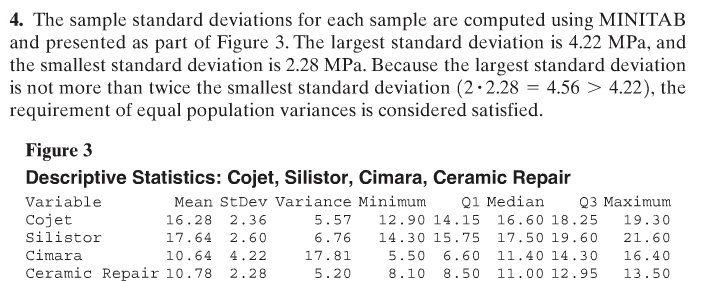 4. The sample standard deviations for each sample are computed using MINITAB
and presented as part of Figure 3. The largest standard deviation is 4.22 MPa, and
the smallest standard deviation is 2.28 MPa. Because the largest standard deviation
is not more than twice the smallest standard deviation (2 · 2.28 = 4.56 > 4.22), the
requirement of equal population variances is considered satisfied.
Figure 3
Descriptive Statistics: Cojet, Silistor, Cimara, Ceramic Repair
Variable Mean StDev Variance Minimum Q1 Median Q3 Maximum
Cojet 16.28 2.36 5.57 12.90 14.15 16.60 18.25 19.30
Silistor 17.64 2.60 6.76 14.30 15.75 17.50 19.60 21.60
Cimara 10.64 4.22 17.81 5.50 6.60 11.40 14.30 16.40
Ceramic Repair 10.78 2.28 5.20 8.10 8.50 11.00 12.95 13.50